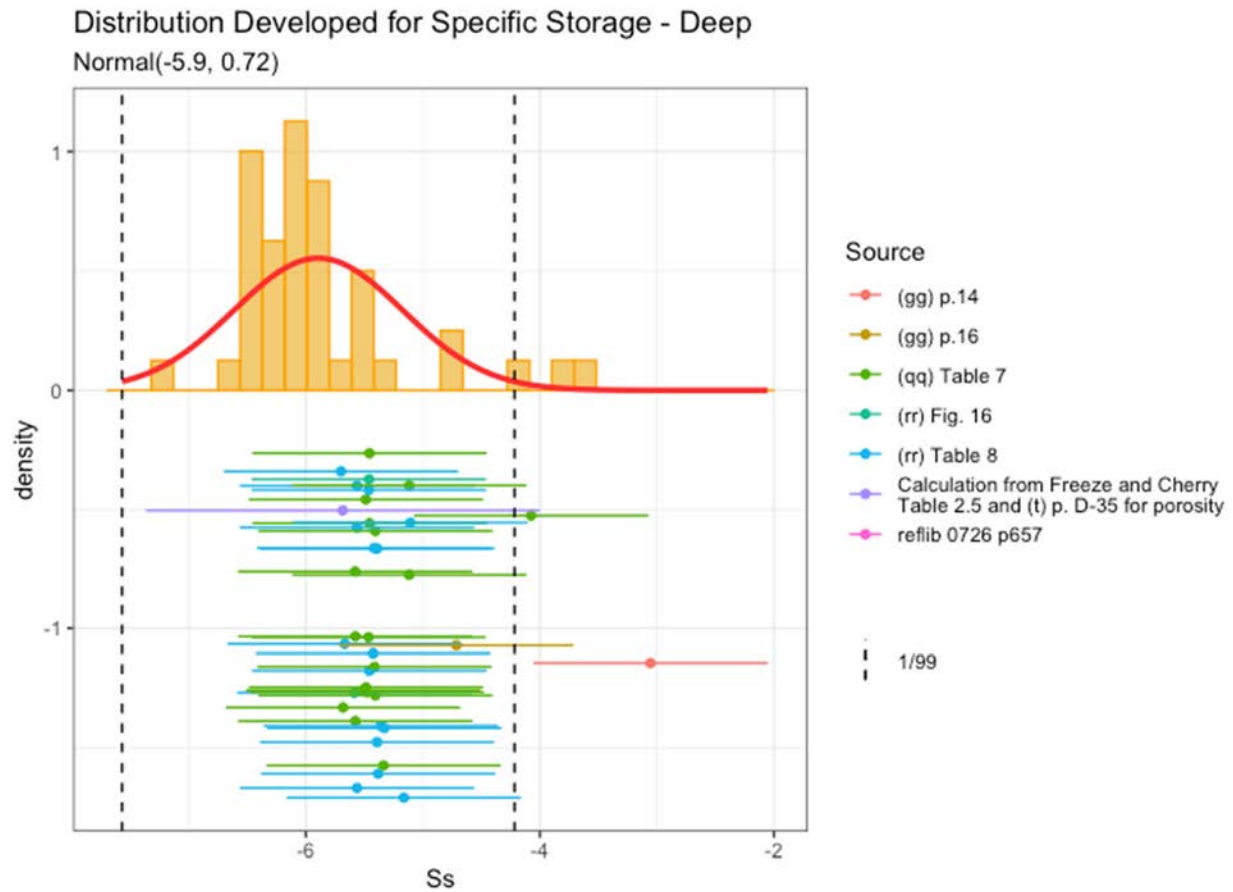 Distribution Developed for Specific Storage - Deep
Normal(-5.9, 0.72)
1
0
-1
density
-6
-4
-2
Ss
Source
(gg) p.14
(gg) p.16
(qq) Table 7
(rr) Fig. 16
(rr) Table 8
Calculation from Freeze and Cherry
Table 2.5 and (t) p. D-35 for porosity
reflib 0726 p657
1/99